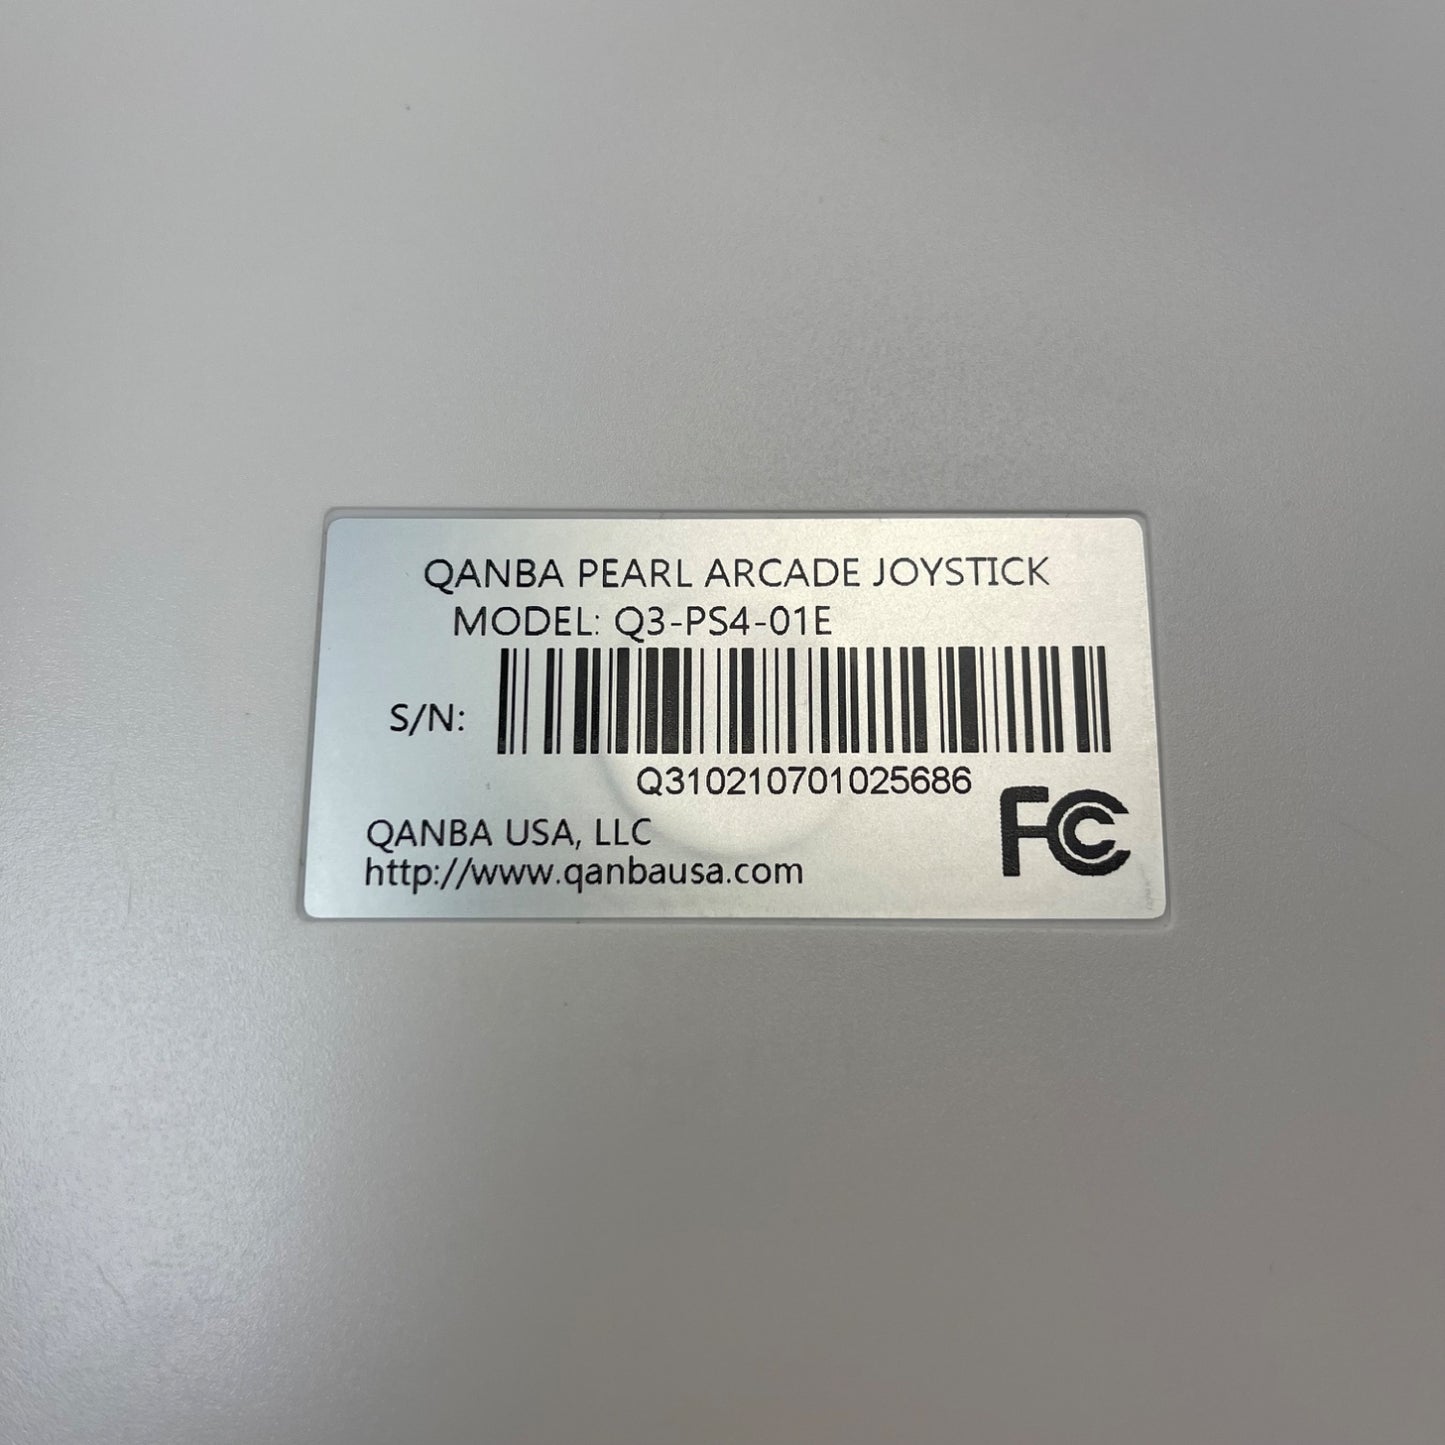 QANBA PEARL ARCADE JOYSTICK
MODEL: Q3-PS4-01E
S/N:
Q310210701025686
FC
QANBA USA, LLC
http://www.qanbausa.com